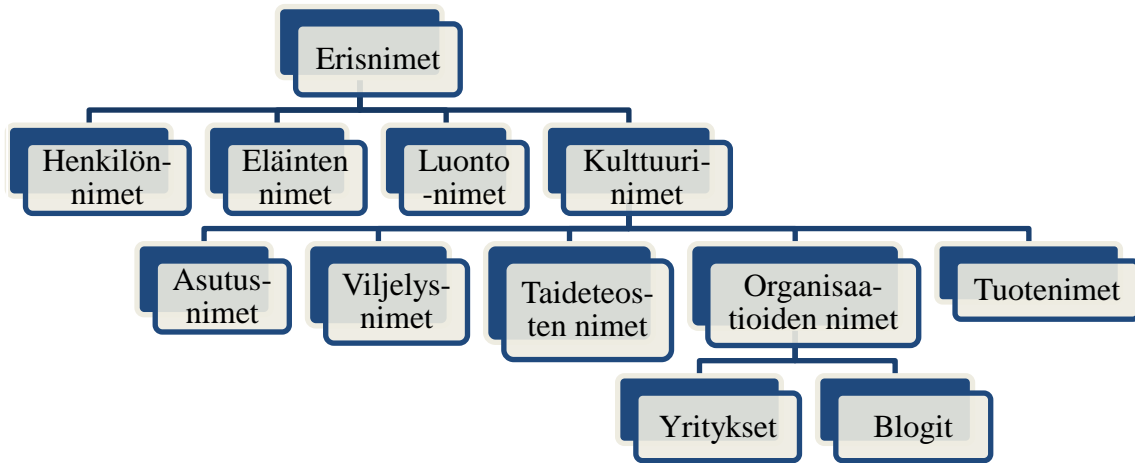 Erisnimet
Henkilön-
nimet
Eläinten
nimet
Luonto
-nimet
Kulttuuri-
nimet
Asutus-
nimet
Viljelys-
nimet
Taideteos-
ten nimet
Organisaa-
tioiden nimet
Tuotenimet
Yritykset
Blogit